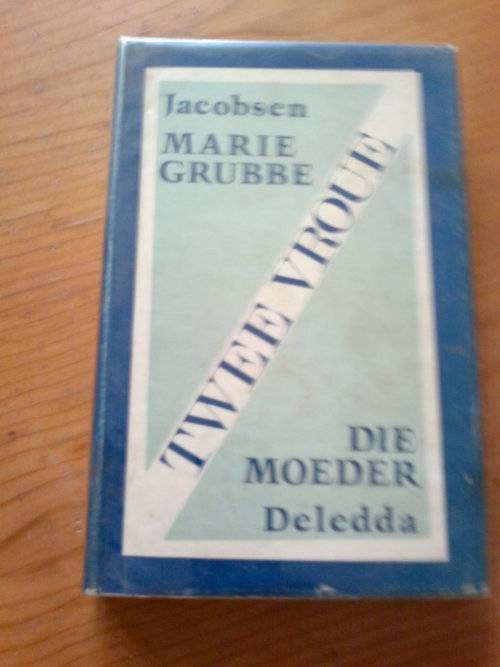 Jacobsen
MARIE
GRUBBE
TWEE VROUE
DIE
MOEDER
Deledda